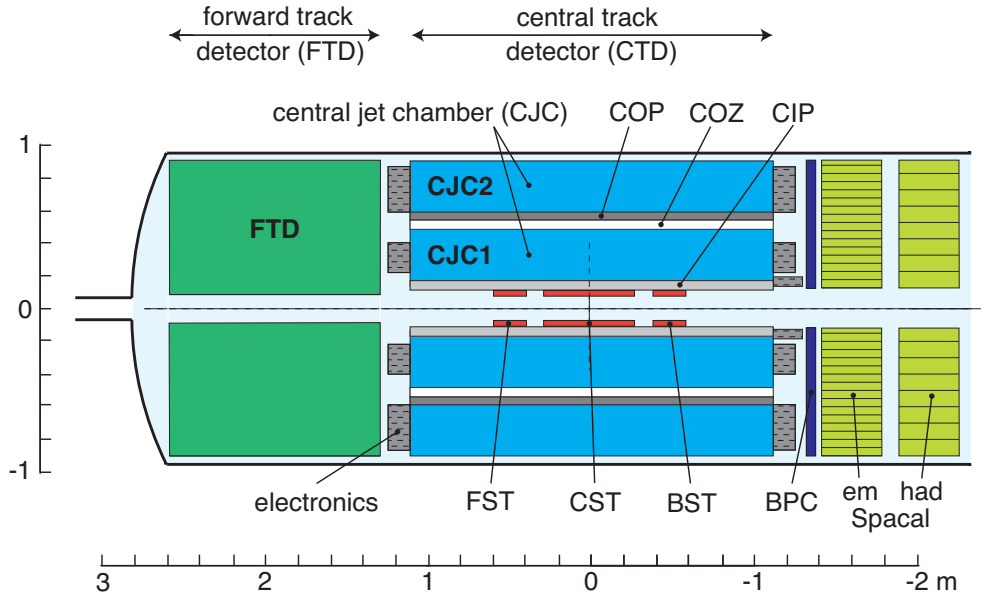 forward track
detector (FTD)
central track
detector (CTD)
central jet chamber (CJC)
COP
COZ
CIP
1
CJC2
FTD
CJC1
0
-1
electronics
FST
CST
BST
BPC
em
had
Spacal
3
2
1
0
-1
-2 m